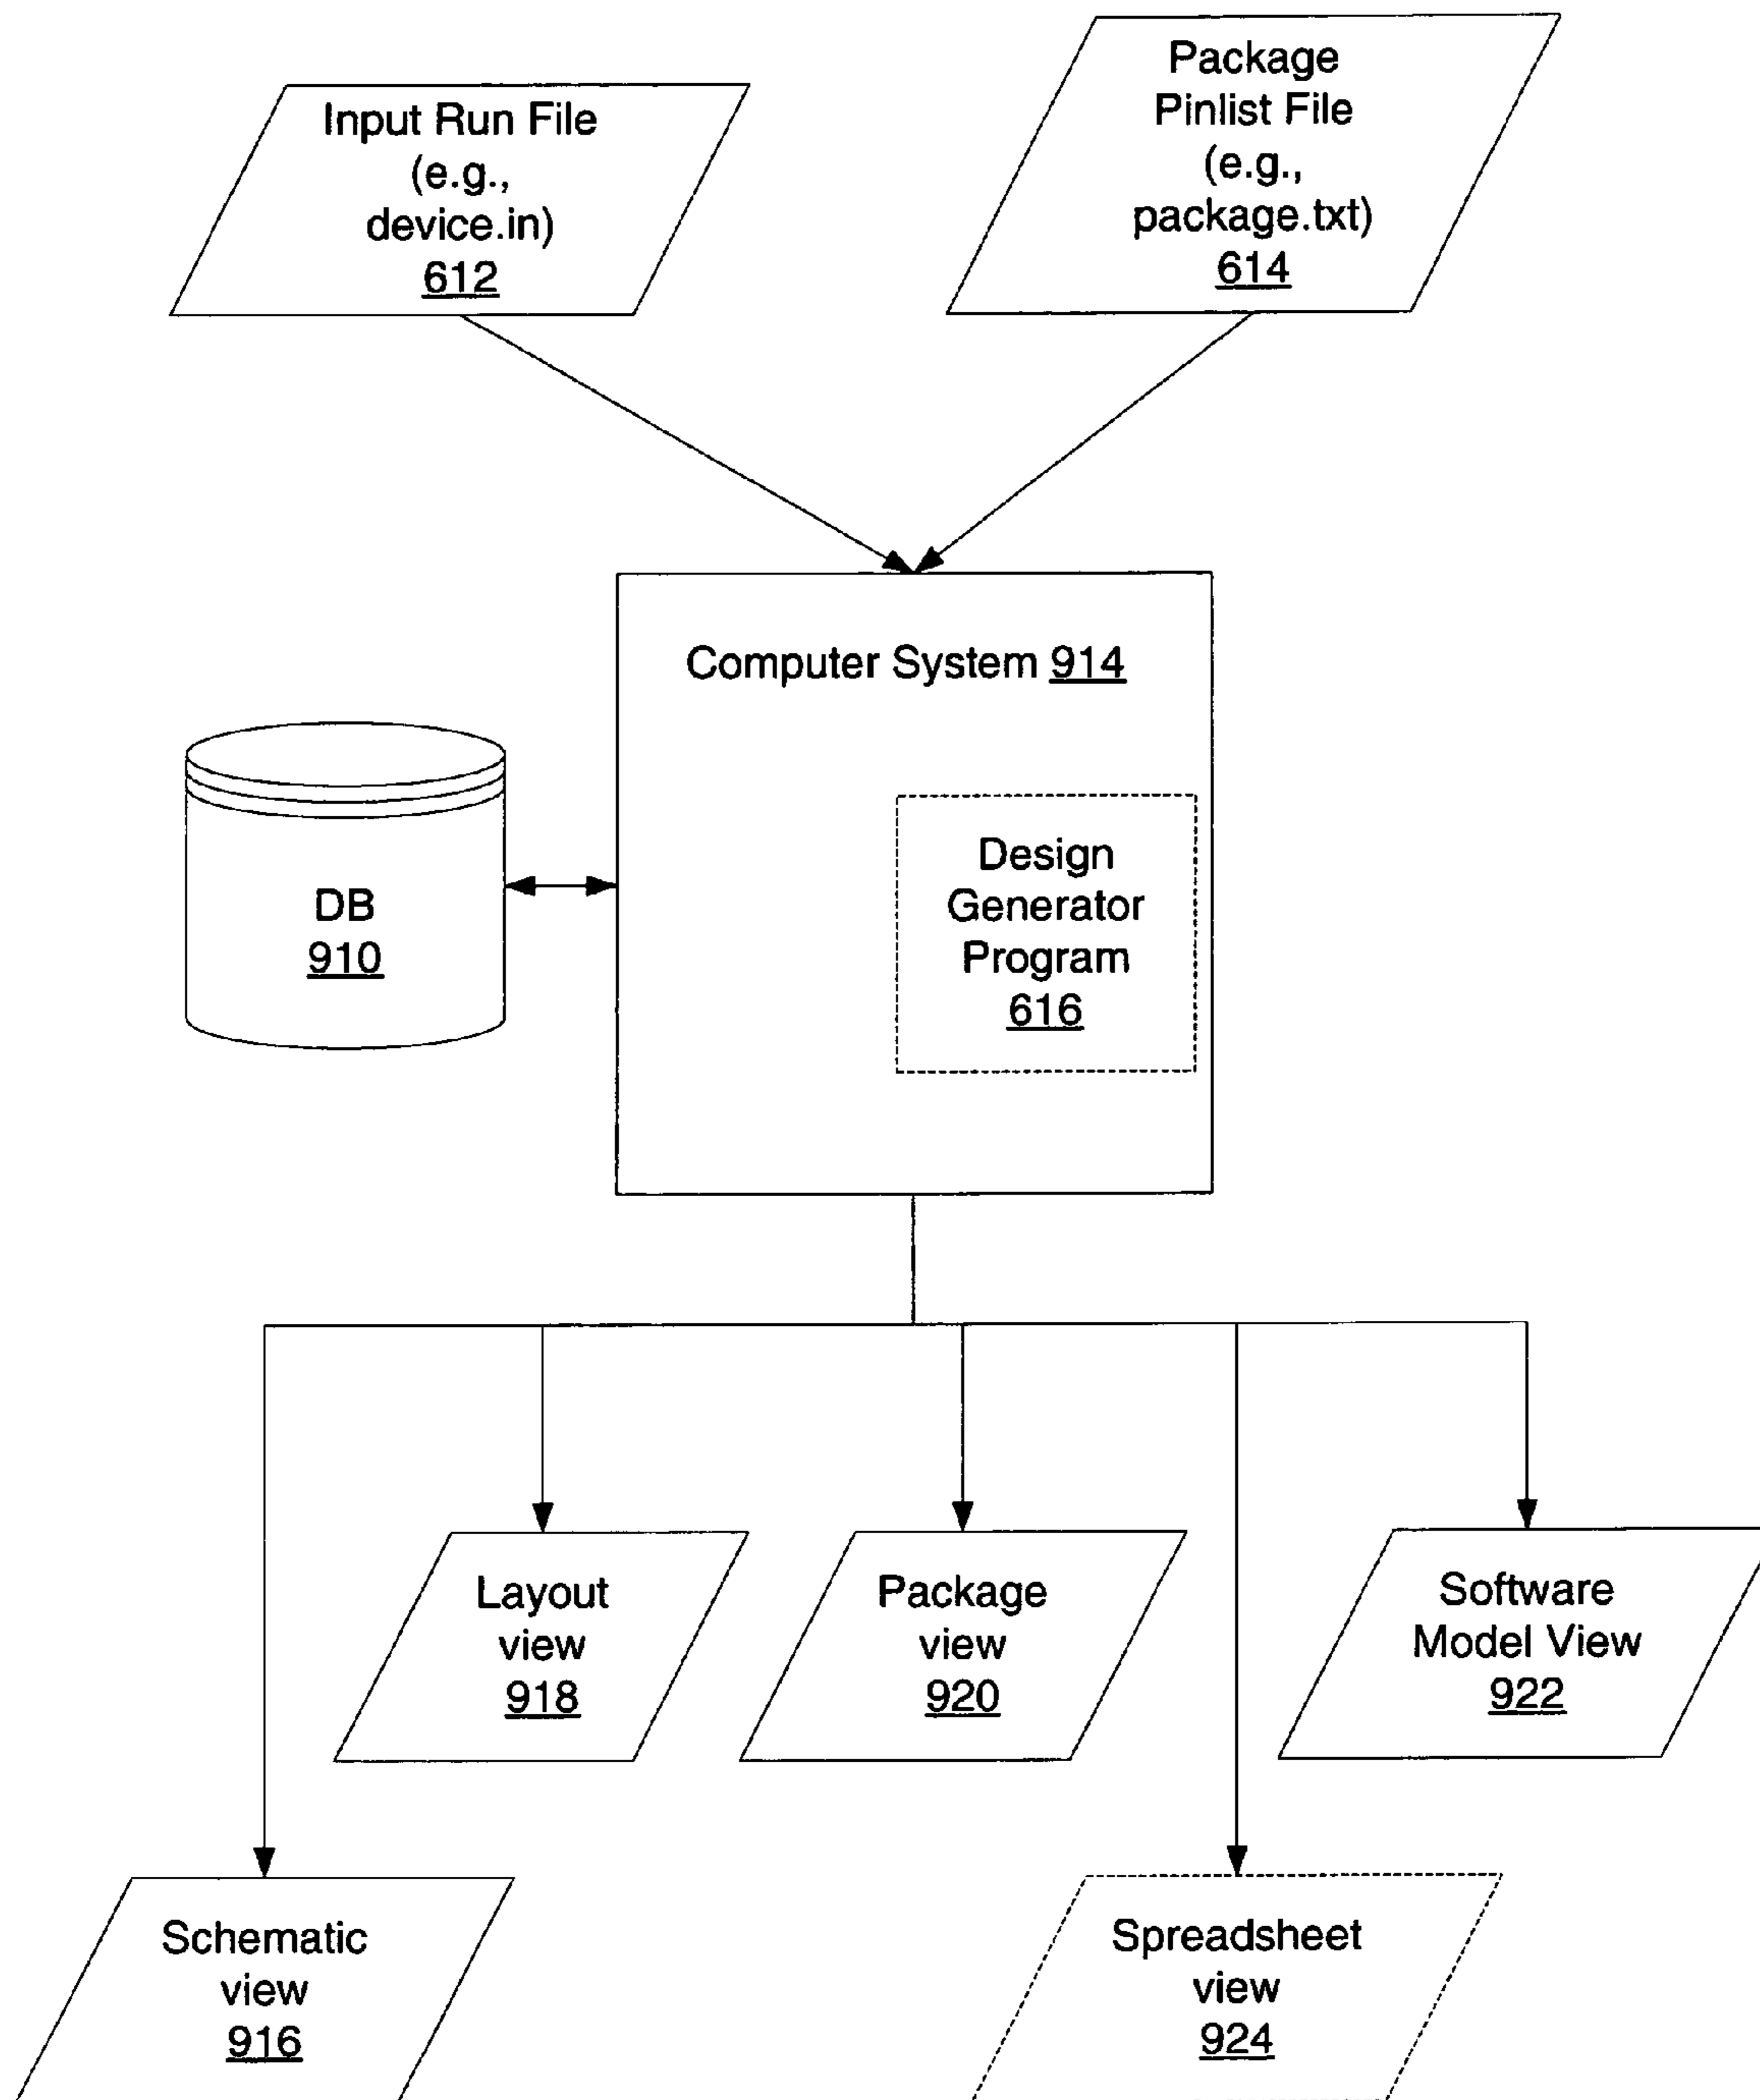 Input Run File
(e.g.,
device.in)
612
Package
Pinlist File
(e.g.,
package.txt)
614
Computer System 914
DB
910
Design
Generator
Program
616
Layout
view
918
Package
view
920
Software
Model View
922
Schematic
view
916
Spreadsheet
view
924